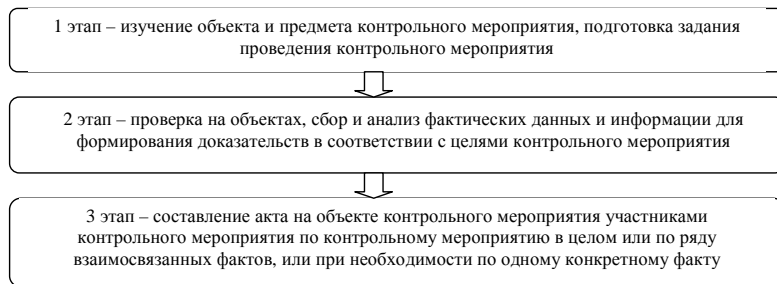 1 этап – изучение объекта и предмета контрольного мероприятия, подготовка задания
проведения контрольного мероприятия
2 этап – проверка на объектах, сбор и анализ фактических данных и информации для
формирования доказательств в соответствии с целями контрольного мероприятия
3 этап – составление акта на объекте контрольного мероприятия участниками
контрольного мероприятия по контрольному мероприятию в целом или по ряду
взаимосвязанных фактов, или при необходимости по одному конкретному факту